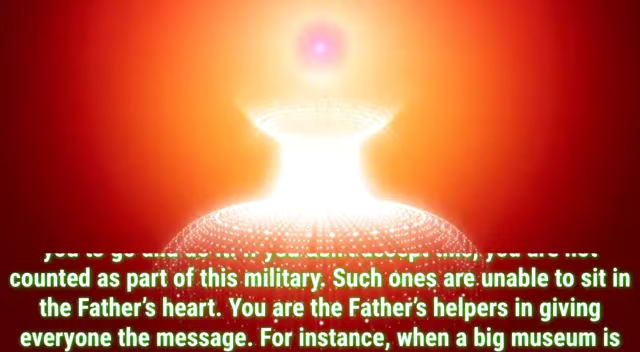 you to go and do it. If you don't accept this, you are not
counted as part of this military. Such ones are unable to sit in
the Father's heart. You are the Father's helpers in giving
everyone the message. For instance, when a big museum is